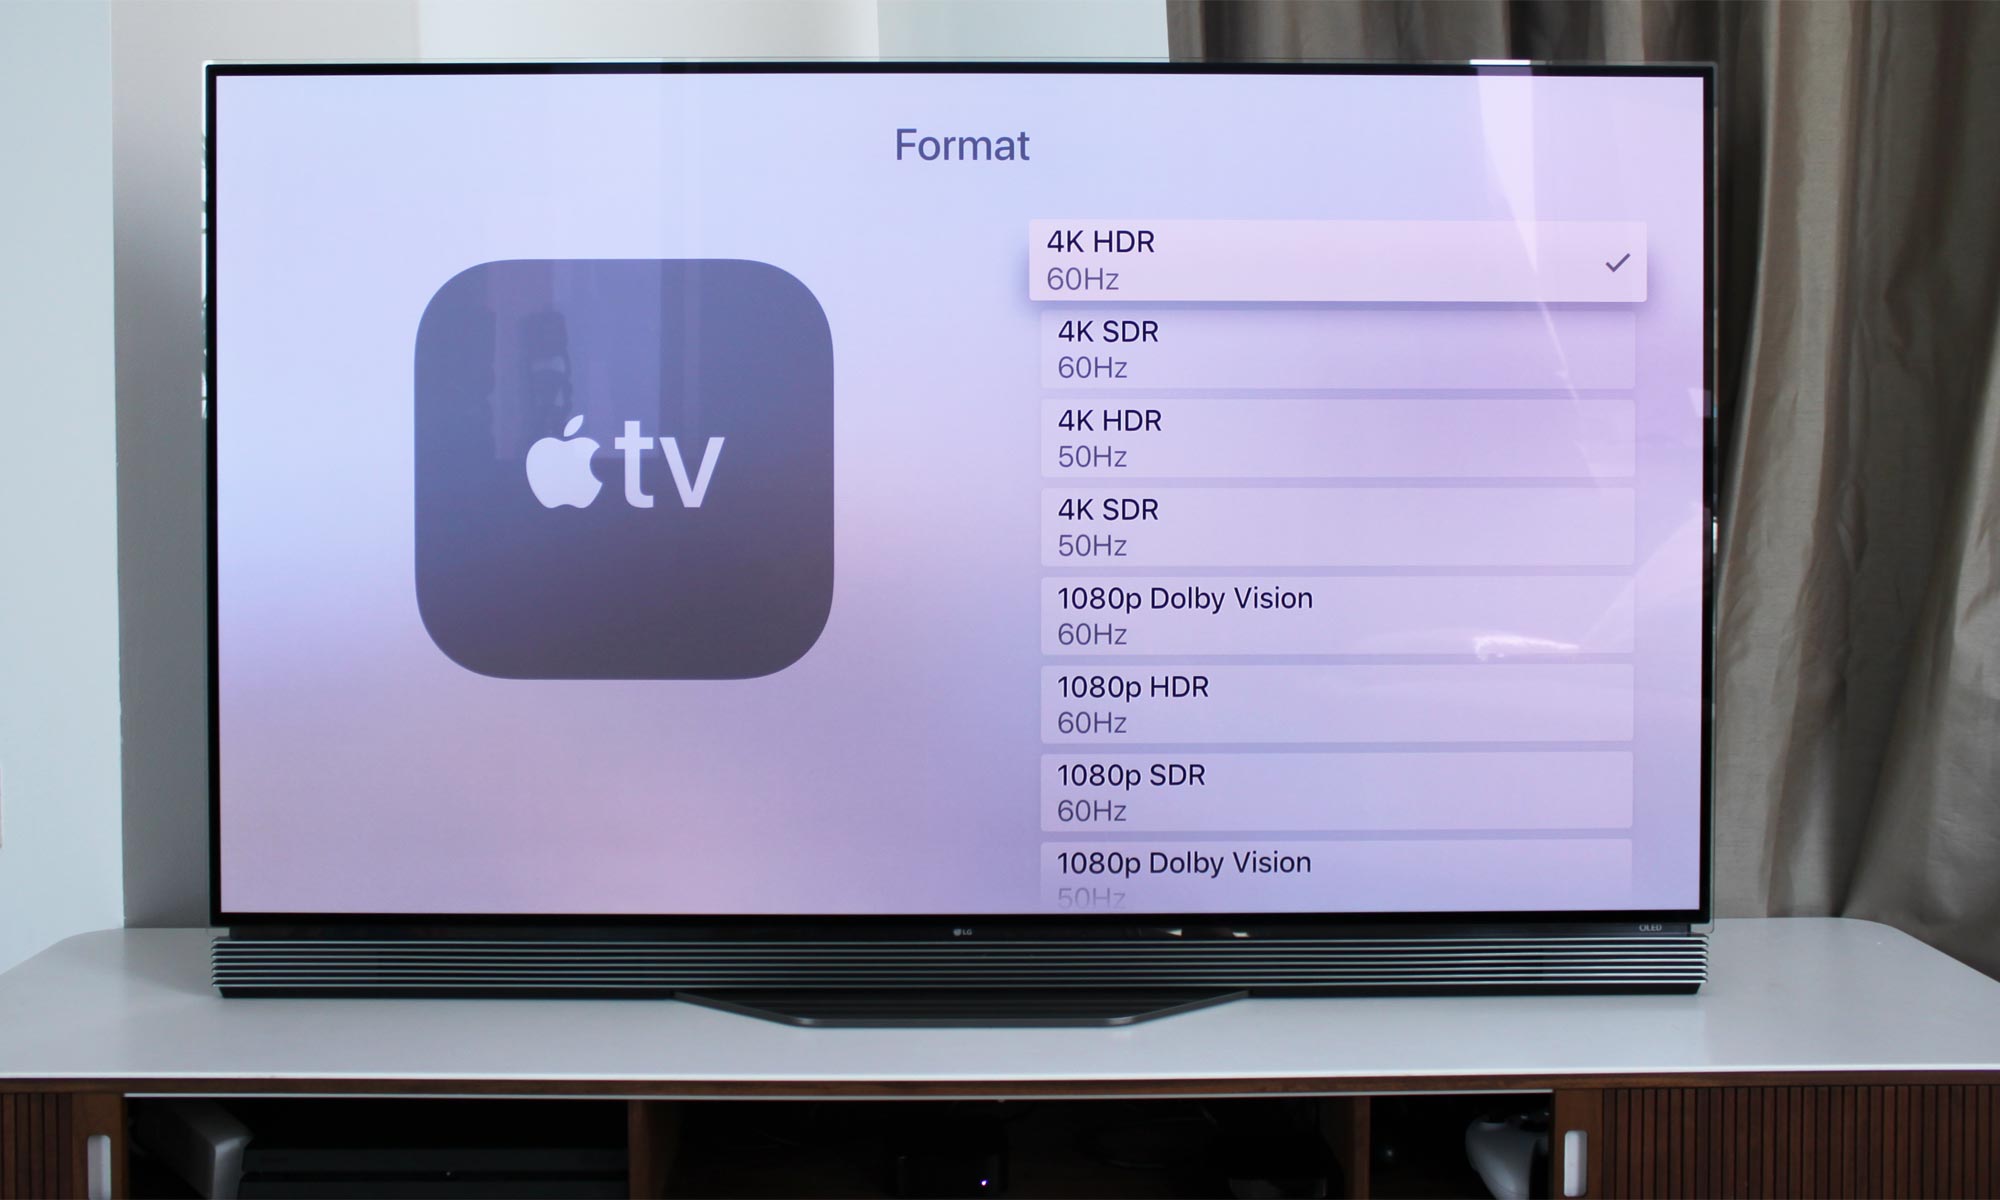 Format
tv
4K HDR
60Hz
4K SDR
60Hz
4K HDR
50Hz
4K SDR
50Hz
1080p Dolby Vision
60Hz
1080p HDR
60Hz
1080p SDR
60Hz
1080p Dolby Vision
50Hz
LG
OLED